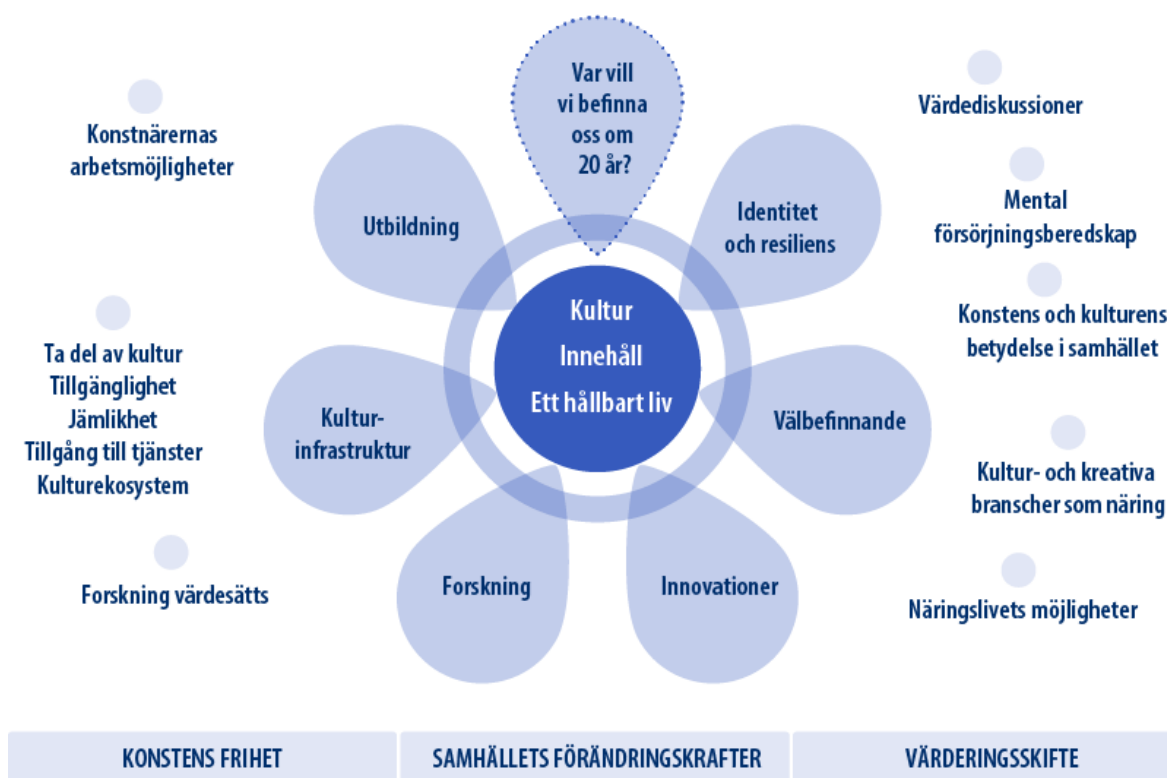 Var vill
vi befinna
oss om
20 år?
Identitet
och resiliens
Välbefinnande
Innovationer
Forskning
Kultur-
infrastruktur
Utbildning
Kultur
Innehåll
Ett hållbart liv
Konstnärernas
arbetsmöjligheter
Ta del av kultur
Tillgänglighet
Jämlikhet
Tillgång till tjänster
Kulturekosystem
Forskning värdesätts
Värdediskussioner
Mental
försörjningsberedskap
Konstens och kulturens
betydelse i samhället
Kultur- och kreativa
branscher som näring
Näringslivets möjligheter
KONSTENS FRIHET
SAMHÄLLETS FÖRÄNDRINGSKRAFTER
VÄRDERINGSSKIFTE